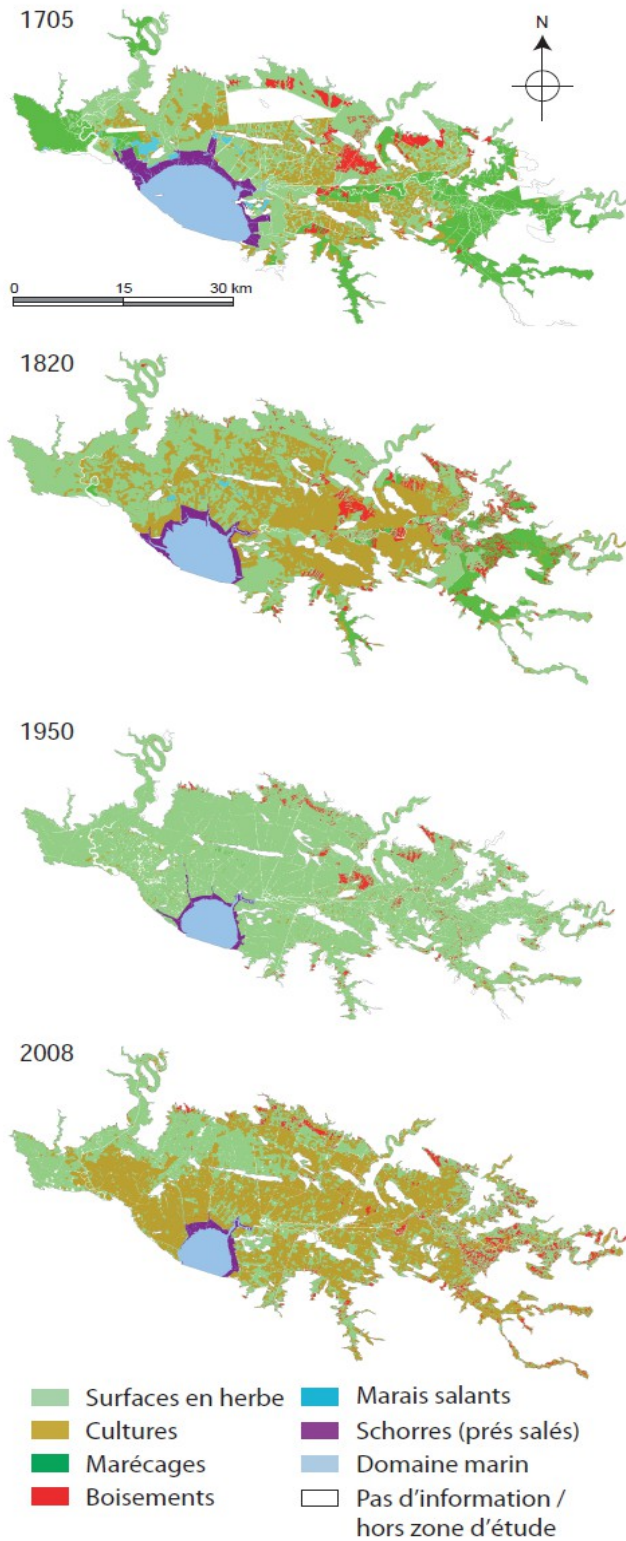 1705
N
0 15 30 km
1820
1950
2008
Surfaces en herbe
Cultures
Marécages
Boisements
Marais salants
Schorres (prés salés)
Domaine marin
Pas d'information /
hors zone d'étude